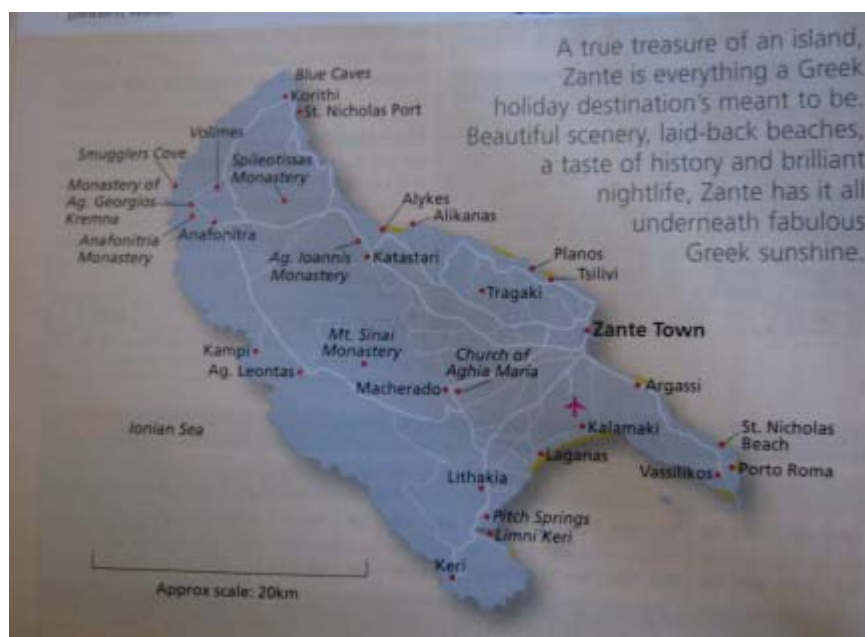 A true treasure of an island,
Zante is everything a Greek
holiday destination's meant to be.
Beautiful scenery, laid-back beaches,
a taste of history and brilliant
nightlife, Zante has it all
underneath fabulous
Greek sunshine.
Blue Caves
Korithi
St. Nicholas Port
Volimes
Smugglers Cove
Spileotissas
Monastery
Monastery of
Ag. Georgios
Kremna
Anafonitria
Monastery
Anafonitra
Alykes
Alikanas
Ag. Ioannis
Monastery
Katastari
Planos
Tsilivi
Tragaki
Zante Town
Kampi
Ag. Leontas
Mt. Sinai
Monastery
Church of
Aghia Maria
Macherado
Argassi
Kalamaki
St. Nicholas
Beach
Ionian Sea
Laganas
Vassilikos
Porto Roma
Lithakia
Pitch Springs
Limni Keri
Keri
Approx scale: 20km